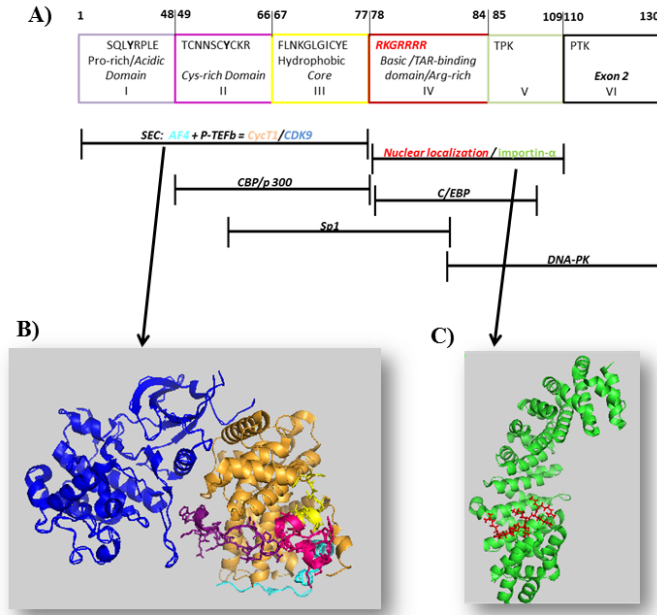 A)
1 48 49 66 67 77 78 84 85 109 110 130
SQLYRPLE TCNNSCYCKR FLNKGLGICYE RKGRRRR TPK PTK
Pro-rich/Acidic Hydrophobic Basic /TAR-binding
Domain Cys-rich Domain Core domain/Arg-rich Exon 2
I II III IV V VI
SEC: AF4 + P-TEFb = CycT1/CDK9
Nuclear localization/importin-α
CBP/p 300
C/EBP
Sp1
DNA-PK
B)
C)